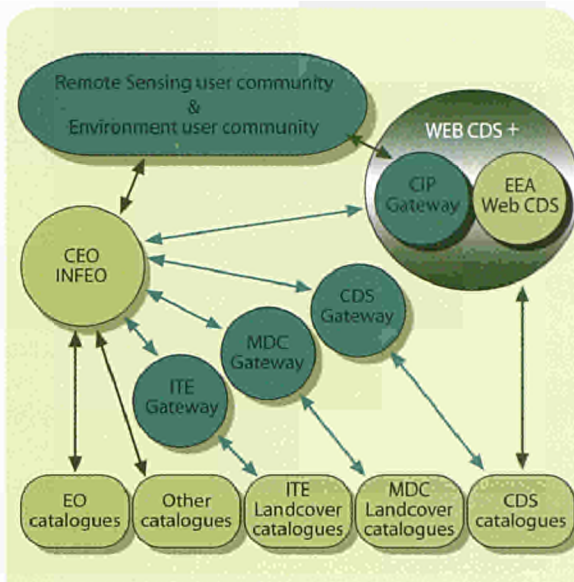 Remote Sensing user community
&
Environment user community
WEB CDS +
CIP
Gateway
EEA
Web CDS
CEO
INFEO
CDS
Gateway
MDC
Gateway
ITE
Gateway
EO
catalogues
Other
catalogues
ITE
Landcover
catalogues
MDC
Landcover
catalogues
CDS
catalogues